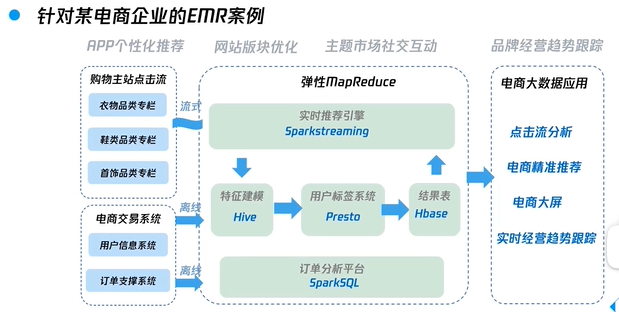 针对某电商企业的EMR案例
APP个性化推荐
网站版块优化
主题市场社交互动
品牌经营趋势跟踪
购物主站点击流
衣物品类专栏
鞋类品类专栏
首饰品类专栏
流式
弹性MapReduce
实时推荐引擎
Sparkstreaming
电商大数据应用
点击流分析
电商精准推荐
电商大屏
实时经营趋势跟踪
特征建模
Hive
用户标签系统
Presto
结果表
Hbase
电商交易系统
用户信息系统
订单支撑系统
离线
离线
订单分析平台
SparkSQL